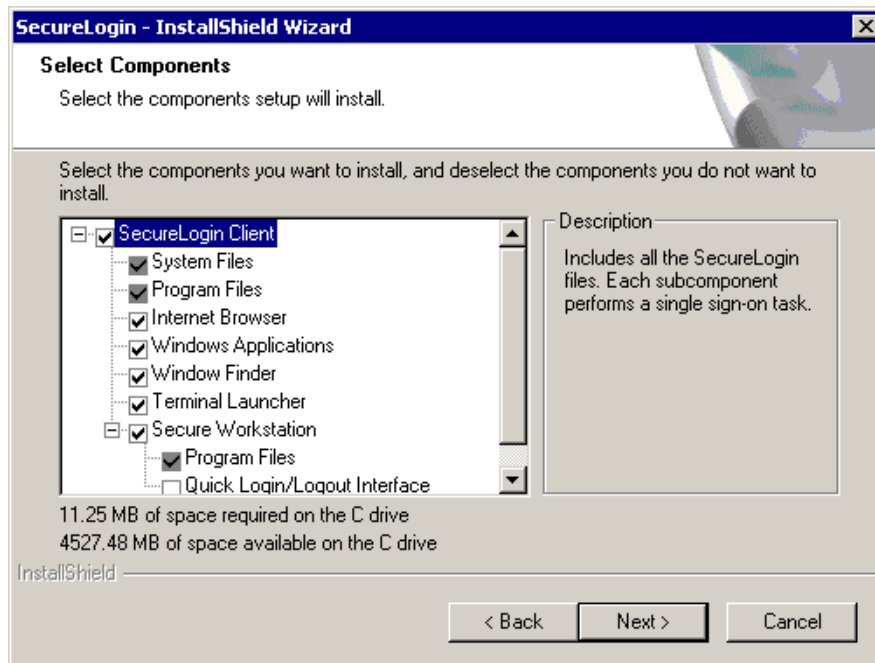 SecureLogin - InstallShield Wizard
Select Components
Select the components setup will install.
Select the components you want to install, and deselect the components you do not want to
install.
SecureLogin Client
System Files
Program Files
Internet Browser
Windows Applications
Window Finder
Terminal Launcher
Secure Workstation
Program Files
Quick Login/Logout Interface
Description
Includes all the SecureLogin
files. Each subcomponent
performs a single sign-on task.
11.25 MB of space required on the C drive
4527.48 MB of space available on the C drive
InstallShield
< Back
Next >
Cancel